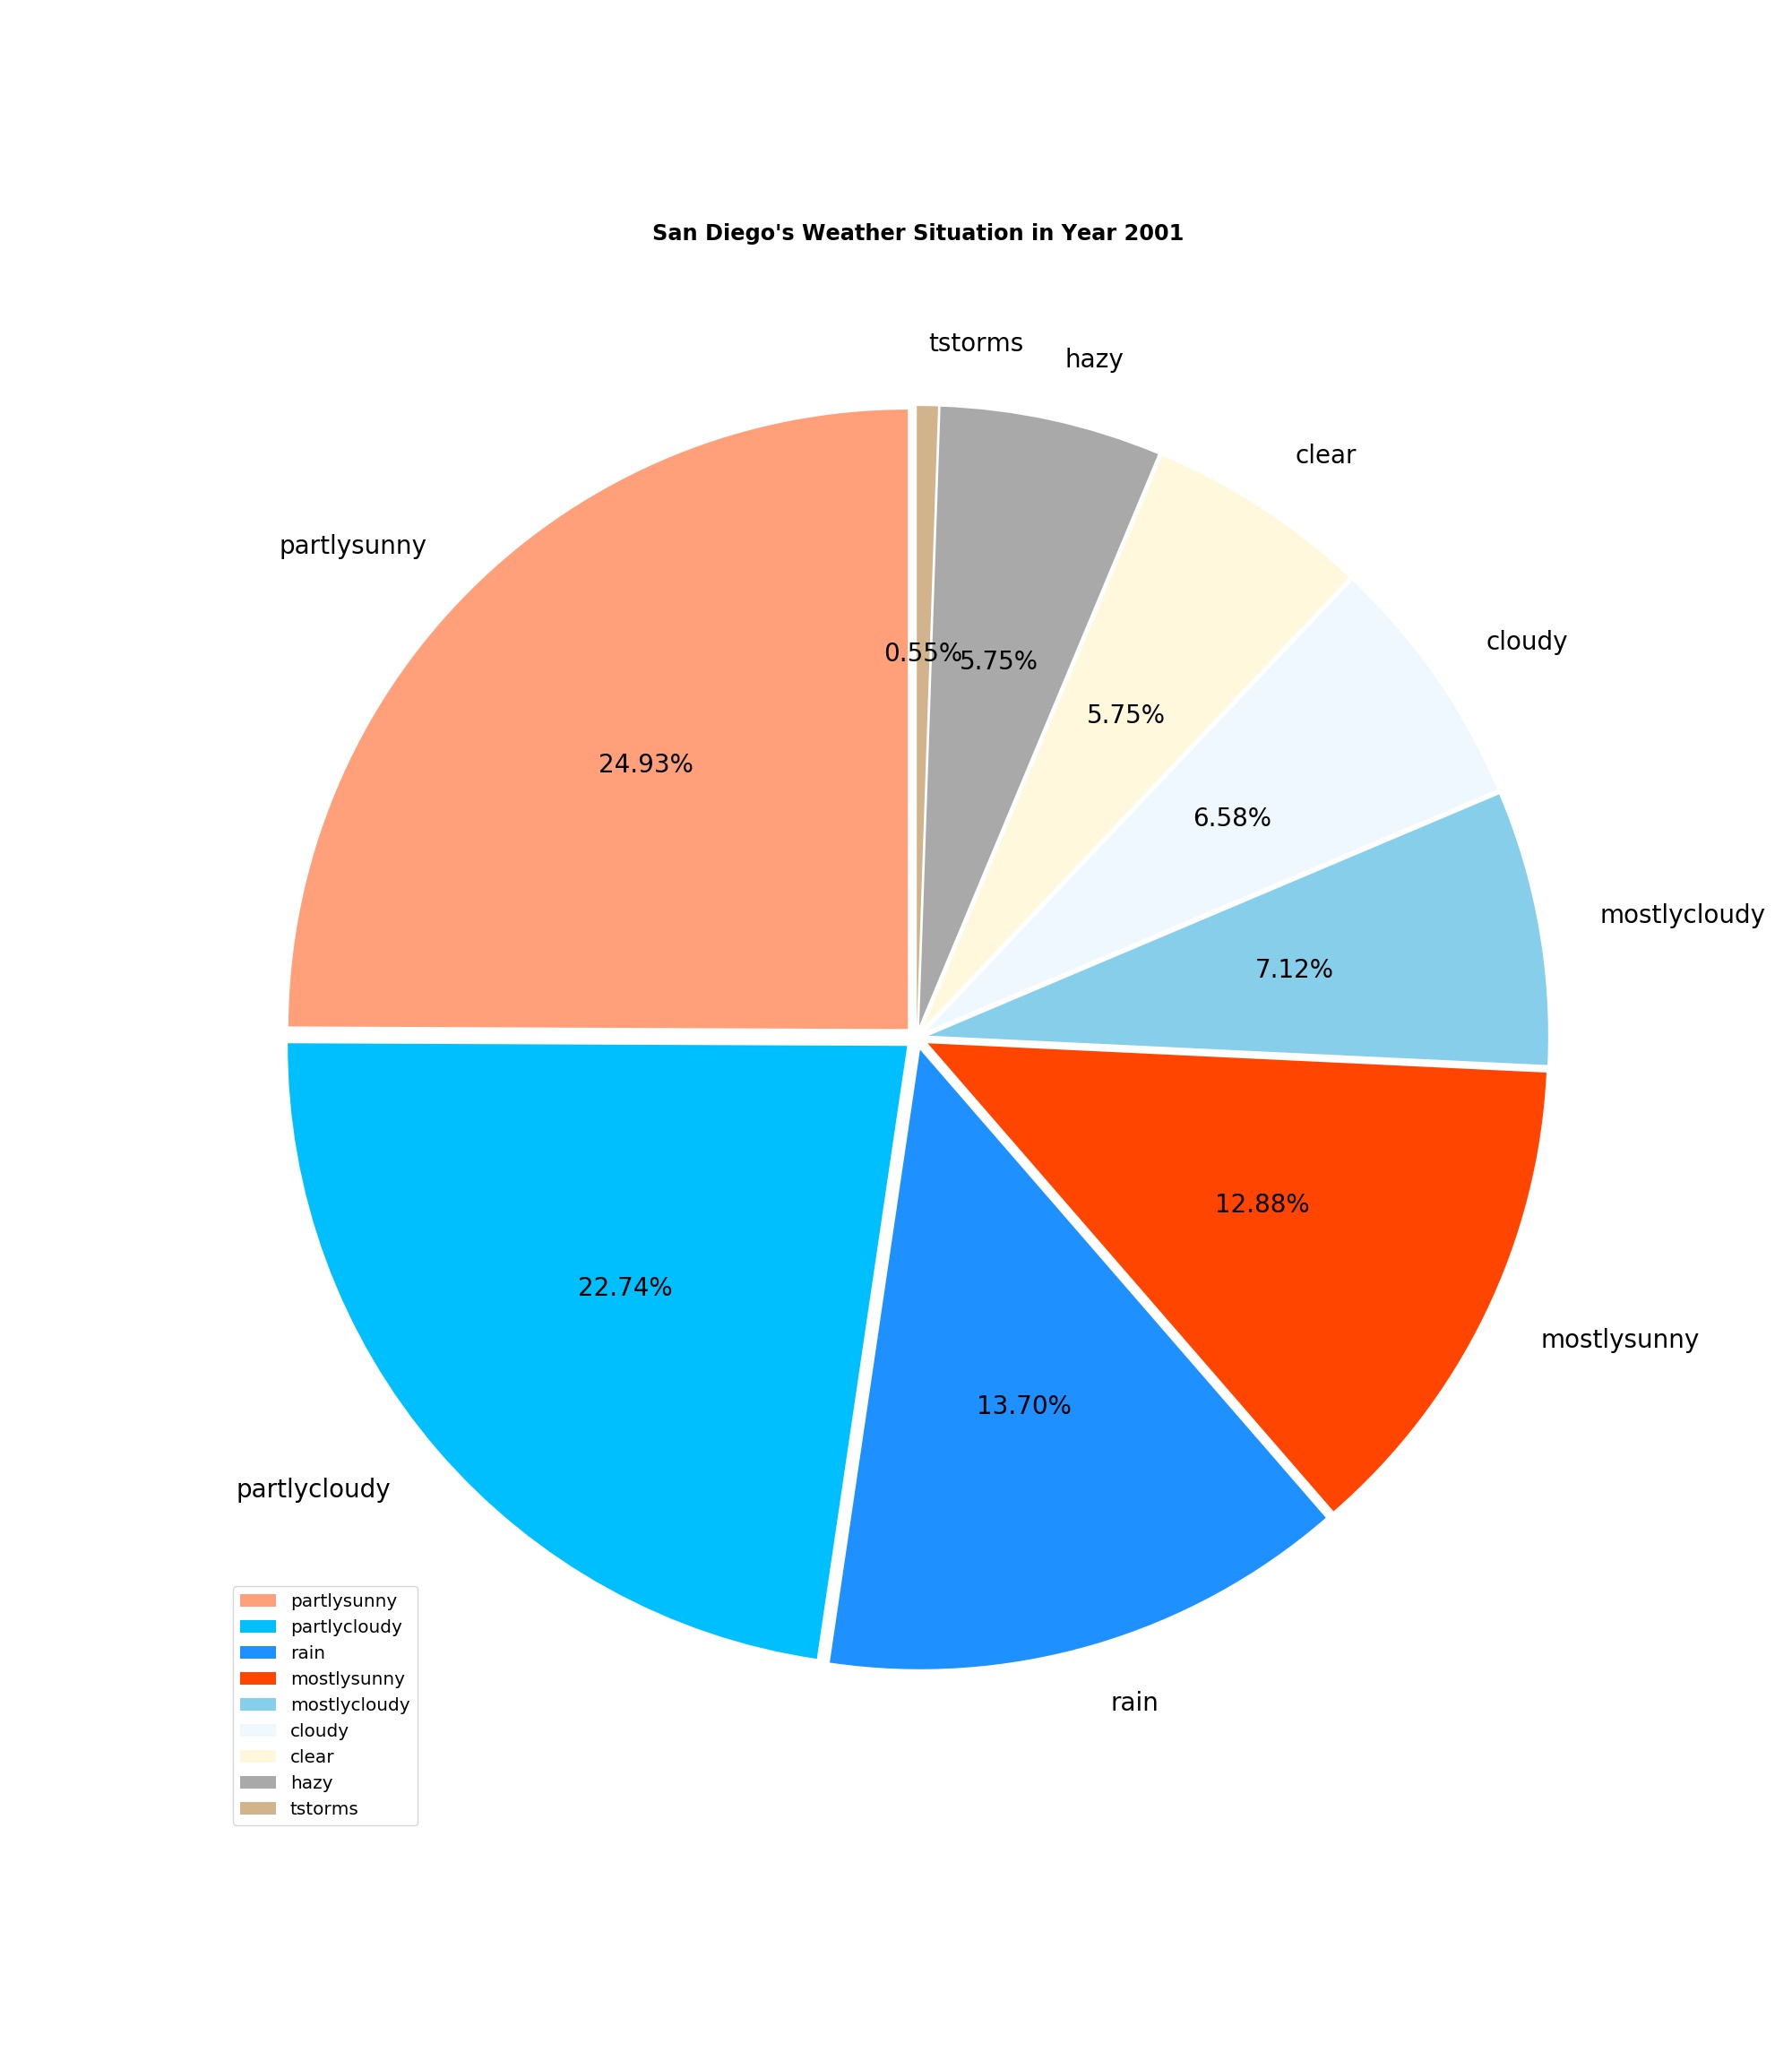 San Diego's Weather Situation in Year 2001
tstorms
hazy
clear
cloudy
partlysunny
mostlycloudy
mostlysunny
partlycloudy
rain
0.55%
5.75%
5.75%
24.93%
6.58%
7.12%
12.88%
22.74%
13.70%
partlysunny
partlycloudy
rain
mostlysunny
mostlycloudy
cloudy
clear
hazy
tstorms